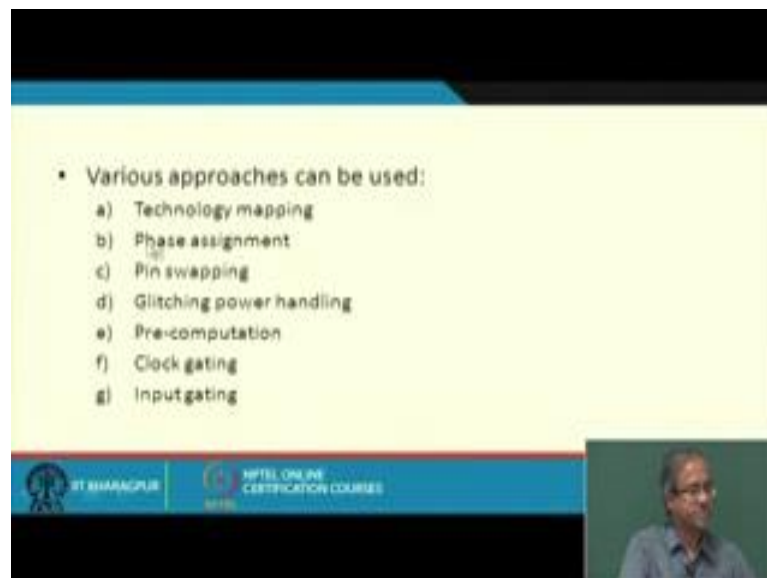 • Various approaches can be used:
a) Technology mapping
b) Phase assignment
c) Pin swapping
d) Glitching power handling
e) Pre-computation
f) Clock gating
g) Input gating
IIT KHARAGPUR
NPTEL ONLINE
CERTIFICATION COURSES
NPTEL